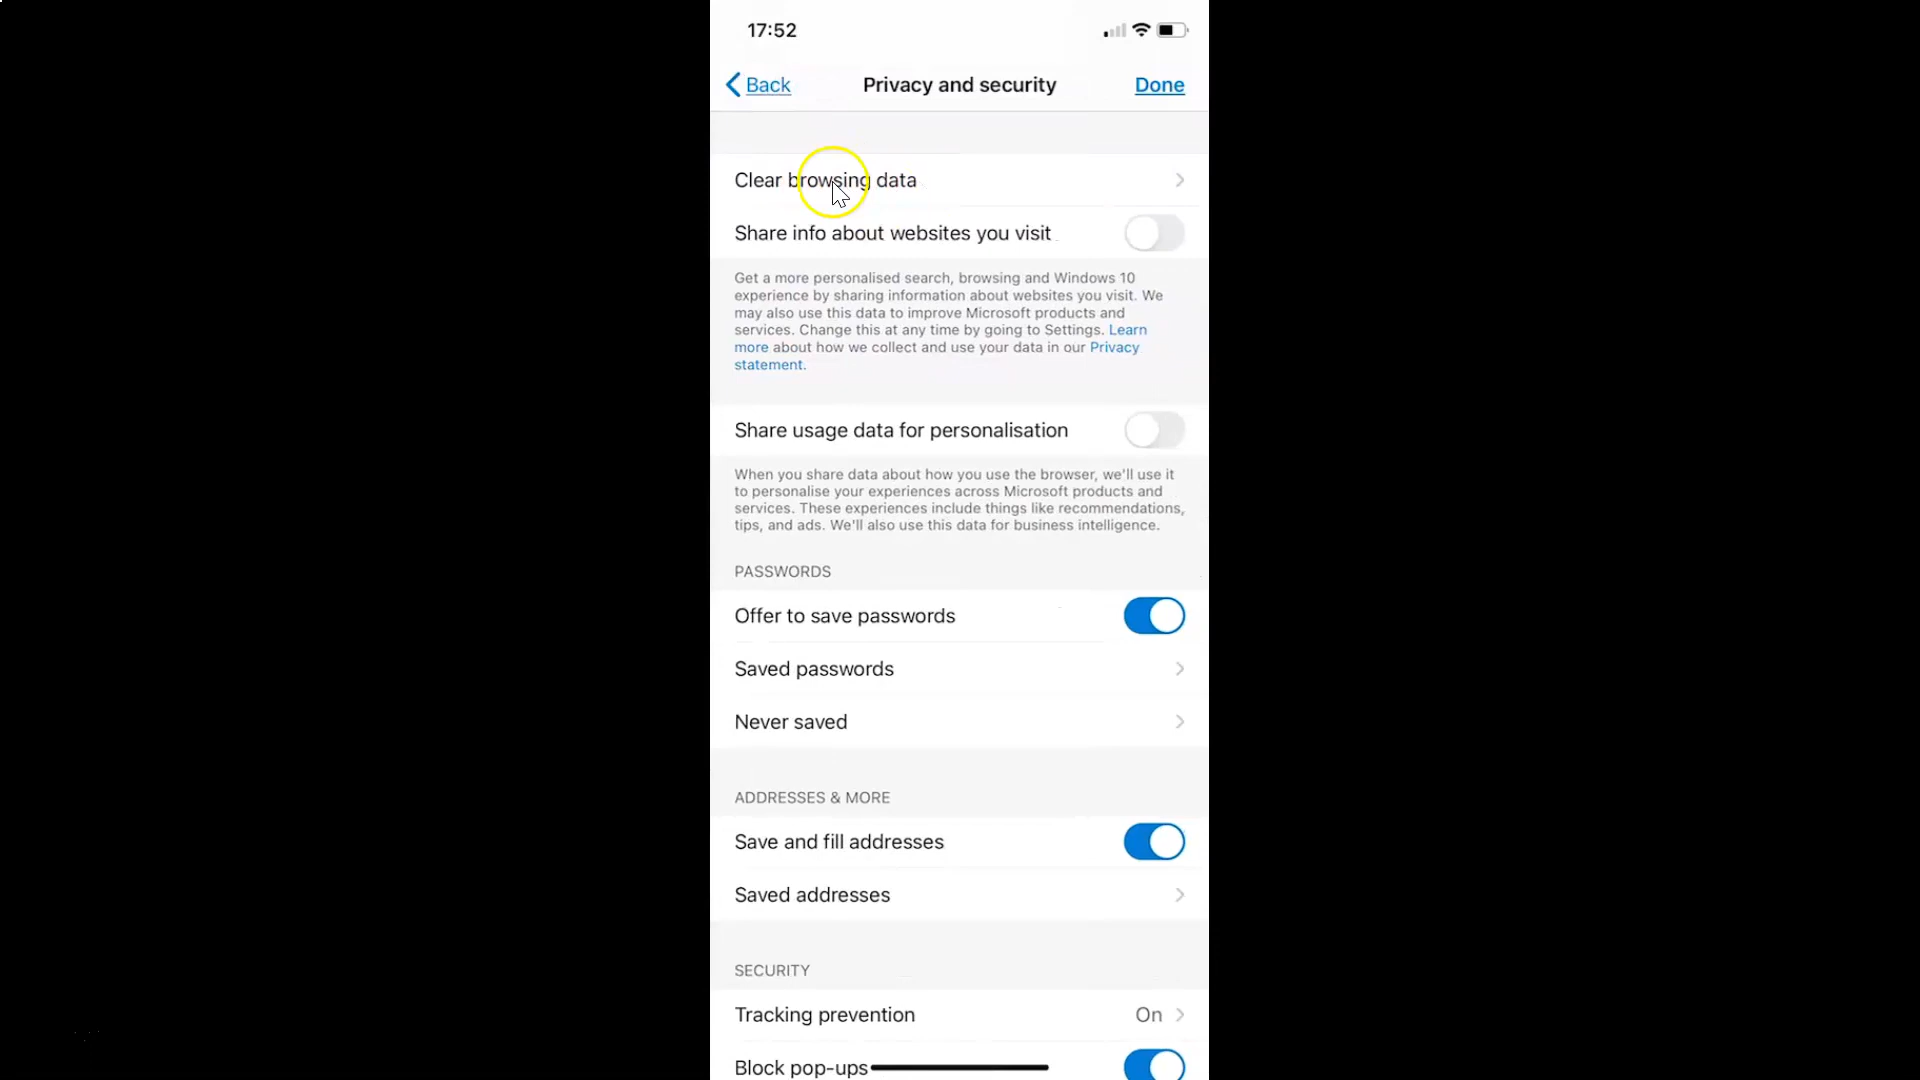 17:52
Back
Privacy and security
Done
Clear browsing data
Share info about websites you visit
Get a more personalised search, browsing and Windows 10
experience by sharing information about websites you visit. We
may also use this data to improve Microsoft products and
services. Change this at any time by going to Settings. Learn
more about how we collect and use your data in our Privacy
statement.
Share usage data for personalisation
When you share data about how you use the browser, we'll use it
to personalise your experiences across Microsoft products and
services. These experiences include things like recommendations,
tips, and ads. We'll also use this data for business intelligence.
PASSWORDS
Offer to save passwords
Saved passwords
Never saved
ADDRESSES & MORE
Save and fill addresses
Saved addresses
SECURITY
Tracking prevention
On
Block pop-ups